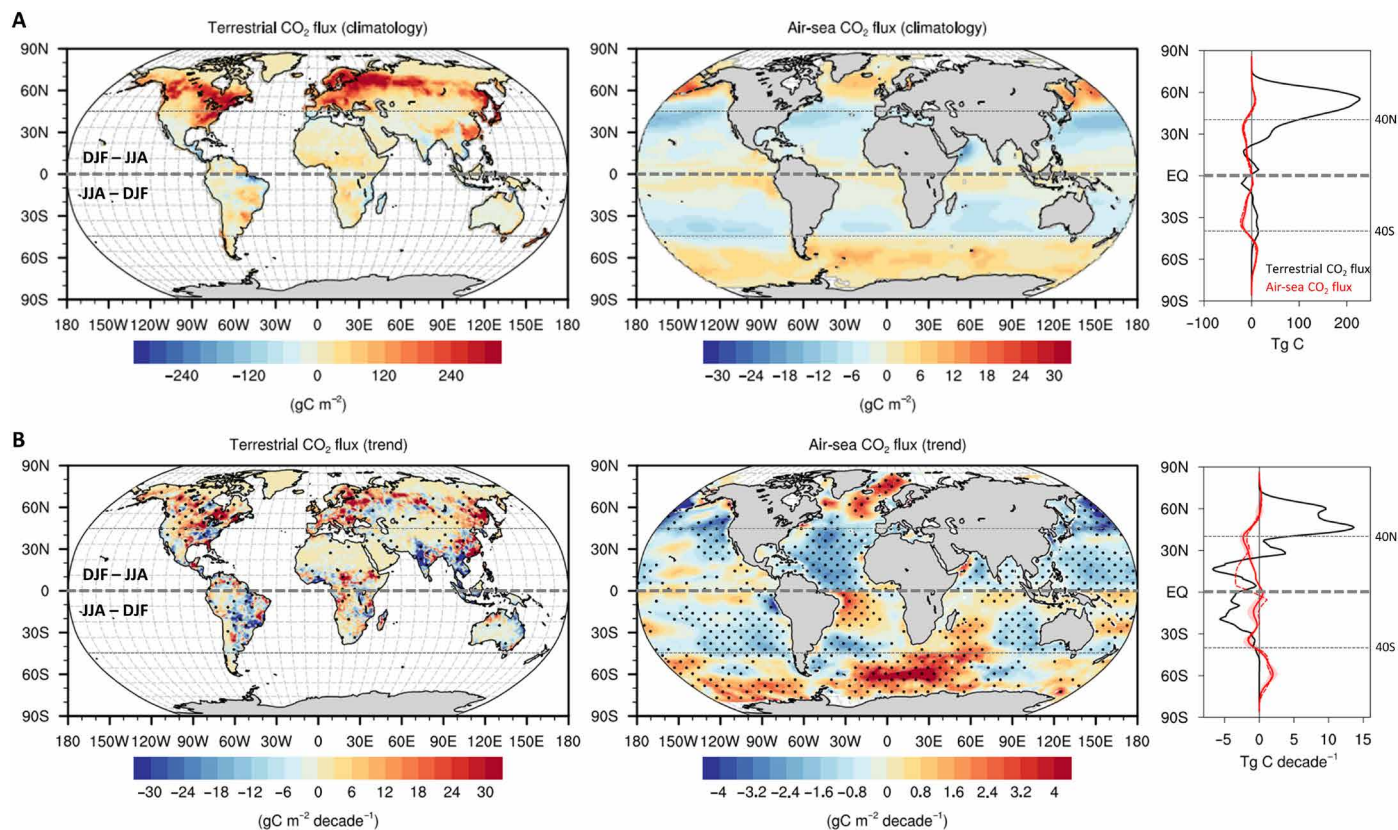 A
Terrestrial CO₂ flux (climatology)
90N
60N
30N
0
30S
60S
90S
DJF – JJA
JJA – DJF
180 150W 120W 90W 60W 30W 0 30E 60E 90E 120E 150E 180
−240 −120 0 120 240
(gC m⁻²)
Air-sea CO₂ flux (climatology)
90N
60N
30N
0
30S
60S
90S
180 150W 120W 90W 60W 30W 0 30E 60E 90E 120E 150E 180
−30 −24 −18 −12 −6 0 6 12 18 24 30
(gC m⁻²)
90N
60N
40N
30N
EQ
30S
40S
60S
90S
Terrestrial CO₂ flux
Air-sea CO₂ flux
−100 0 100 200
Tg C
B
Terrestrial CO₂ flux (trend)
90N
60N
30N
0
30S
60S
90S
DJF – JJA
JJA – DJF
180 150W 120W 90W 60W 30W 0 30E 60E 90E 120E 150E 180
−30 −24 −18 −12 −6 0 6 12 18 24 30
(gC m⁻² decade⁻¹)
Air-sea CO₂ flux (trend)
90N
60N
30N
0
30S
60S
90S
180 150W 120W 90W 60W 30W 0 30E 60E 90E 120E 150E 180
−4 −3.2 −2.4 −1.6 −0.8 0 0.8 1.6 2.4 3.2 4
(gC m⁻² decade⁻¹)
90N
60N
40N
30N
EQ
30S
40S
60S
90S
−5 0 5 10 15
Tg C decade⁻¹